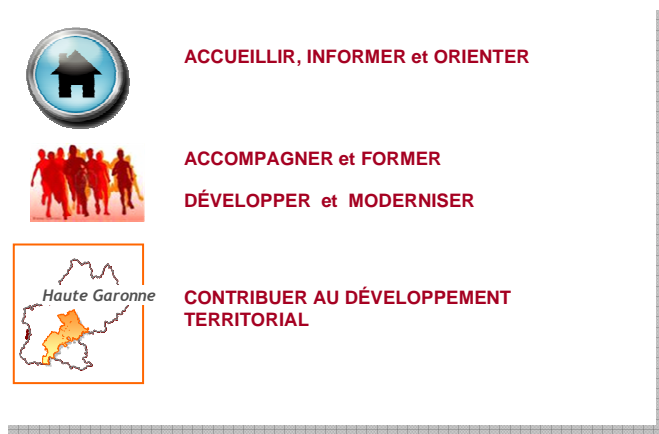 ACCUEILLIR, INFORMER et ORIENTER
ACCOMPAGNER et FORMER
DÉVELOPPER et MODERNISER
Haute Garonne
CONTRIBUER AU DÉVELOPPEMENT
TERRITORIAL